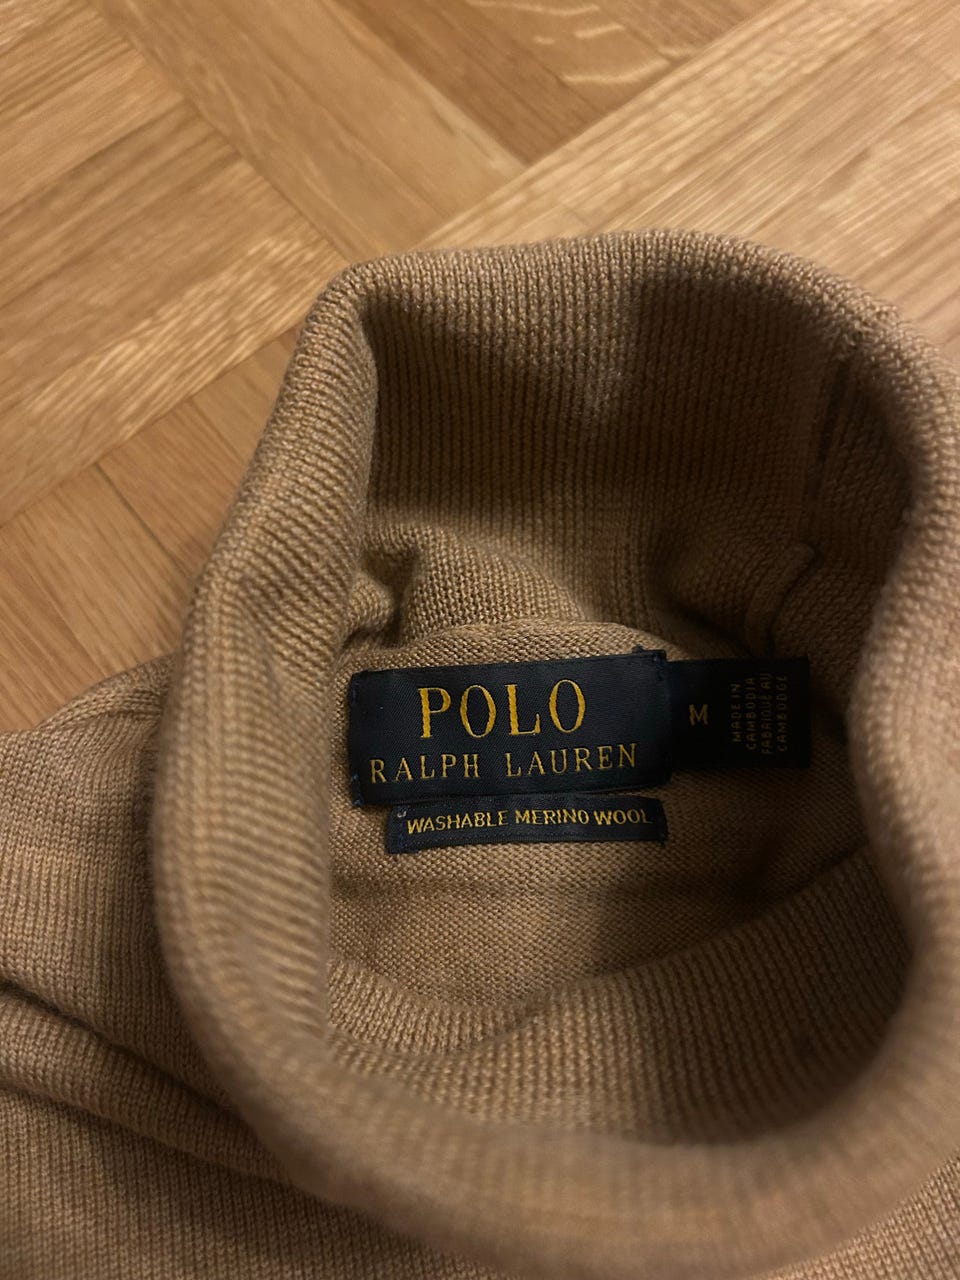 POLO
RALPH LAUREN
WASHABLE MERINO WOOL
M
MADE IN
CAMBODIA
FABRIQUÉ AU
CAMBODGE